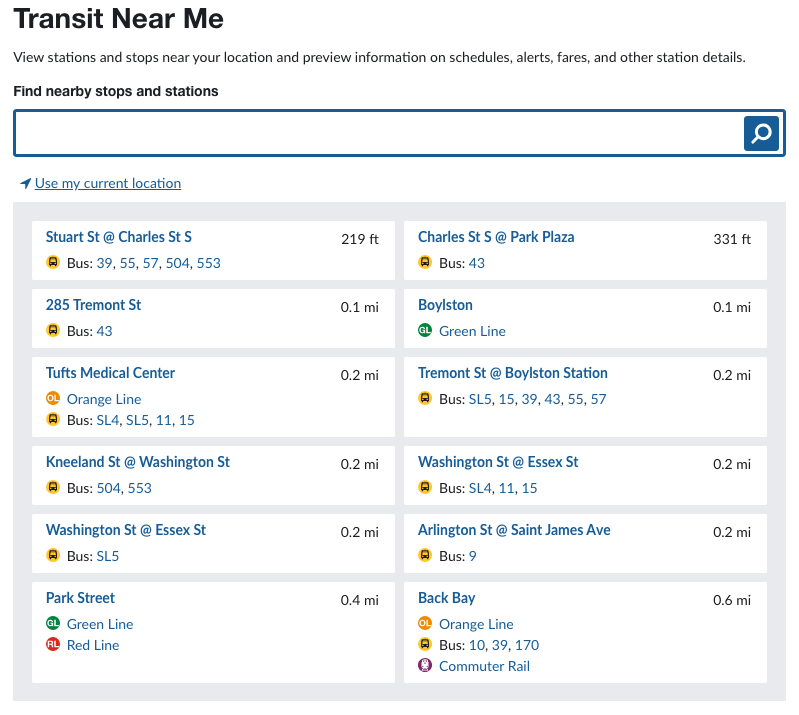 Transit Near Me
View stations and stops near your location and preview information on schedules, alerts, fares, and other station details.
Find nearby stops and stations
Use my current location
Stuart St @ Charles St S 219 ft
Bus: 39, 55, 57, 504, 553
Charles St S @ Park Plaza 331 ft
Bus: 43
285 Tremont St 0.1 mi
Bus: 43
Boylston 0.1 mi
GL Green Line
Tufts Medical Center 0.2 mi
OL Orange Line
Bus: SL4, SL5, 11, 15
Tremont St @ Boylston Station 0.2 mi
Bus: SL5, 15, 39, 43, 55, 57
Kneeland St @ Washington St 0.2 mi
Bus: 504, 553
Washington St @ Essex St 0.2 mi
Bus: SL4, 11, 15
Washington St @ Essex St 0.2 mi
Bus: SL5
Arlington St @ Saint James Ave 0.2 mi
Bus: 9
Park Street 0.4 mi
GL Green Line
RL Red Line
Back Bay 0.6 mi
OL Orange Line
Bus: 10, 39, 170
Commuter Rail